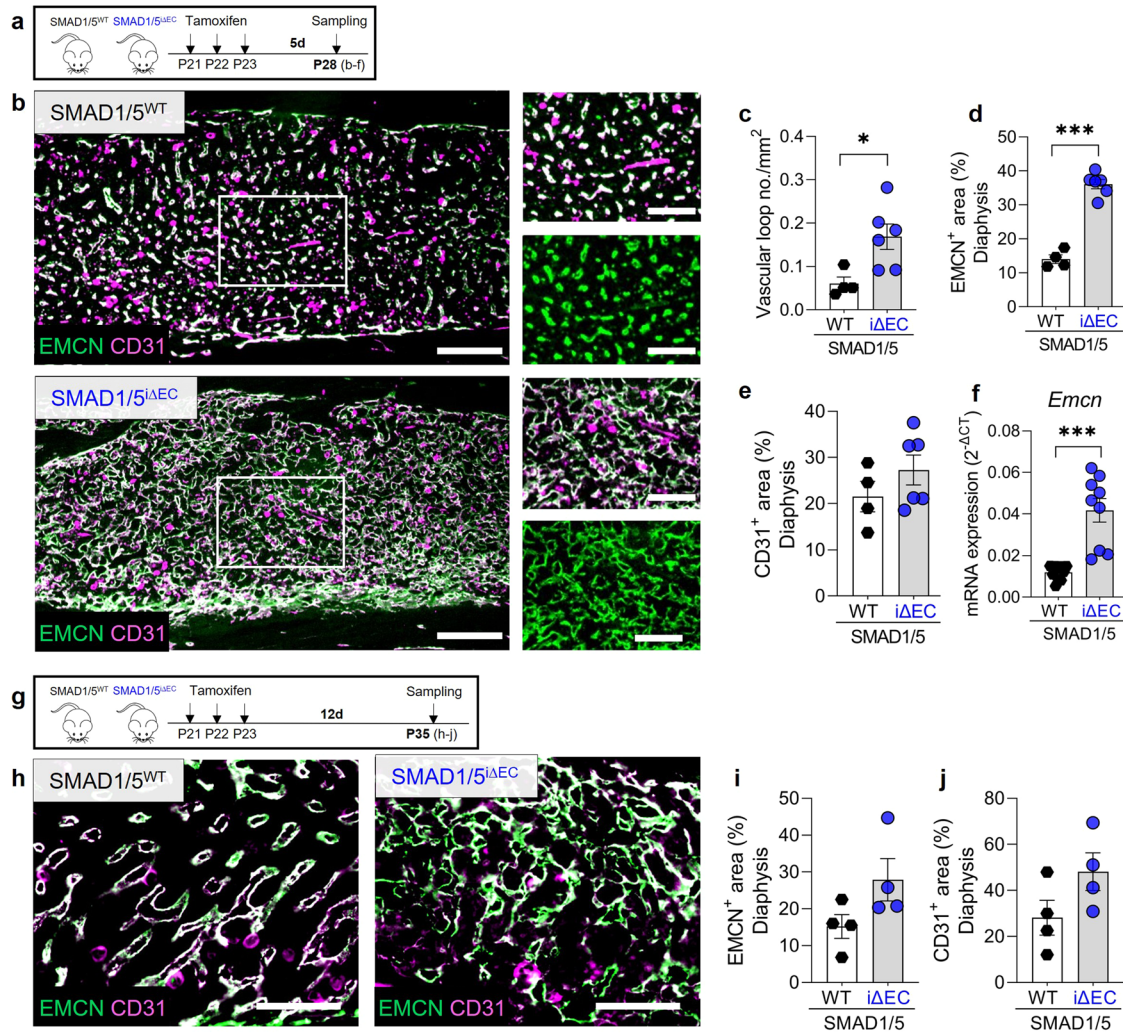 a
SMAD1/5WT SMAD1/5iΔEC Tamoxifen Sampling
5d
P21 P22 P23 P28 (b-f)
b
SMAD1/5WT
EMCN CD31
SMAD1/5iΔEC
EMCN CD31
c
Vascular loop no./mm2
0.4
0.3
0.2
0.1
0.0
*
WT iΔEC
SMAD1/5
d
EMCN+ area (%)
Diaphysis
50
40
30
20
10
0
***
WT iΔEC
SMAD1/5
e
CD31+ area (%)
Diaphysis
40
30
20
10
0
WT iΔEC
SMAD1/5
f
Emcn
mRNA expression (2-ΔCT)
0.08
0.06
0.04
0.02
0.00
***
WT iΔEC
SMAD1/5
g
SMAD1/5WT SMAD1/5iΔEC Tamoxifen Sampling
12d
P21 P22 P23 P35 (h-j)
h
SMAD1/5WT
EMCN CD31
SMAD1/5iΔEC
EMCN CD31
i
EMCN+ area (%)
Diaphysis
50
40
30
20
10
0
WT iΔEC
SMAD1/5
j
CD31+ area (%)
Diaphysis
80
60
40
20
0
WT iΔEC
SMAD1/5